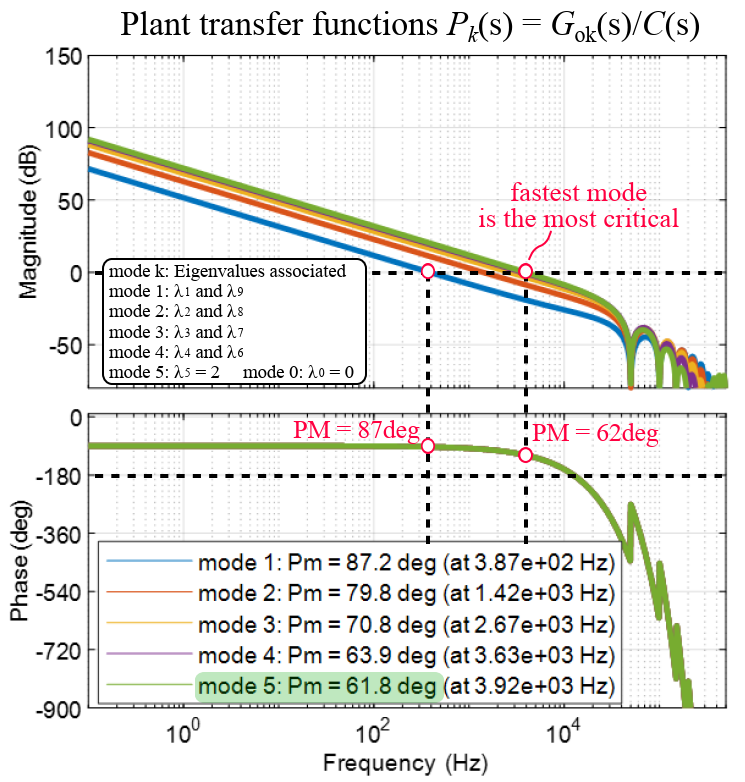 Plant transfer functions Pk(s) = Gok(s)/C(s)
150
100
50
0
-50
Magnitude (dB)
fastest mode
is the most critical
mode k: Eigenvalues associated
mode 1: λ1 and λ9
mode 2: λ2 and λ8
mode 3: λ3 and λ7
mode 4: λ4 and λ6
mode 5: λ5 = 2 mode 0: λ0 = 0
0
-180
-360
-540
-720
-900
Phase (deg)
PM = 87deg
PM = 62deg
mode 1: Pm = 87.2 deg (at 3.87e+02 Hz)
mode 2: Pm = 79.8 deg (at 1.42e+03 Hz)
mode 3: Pm = 70.8 deg (at 2.67e+03 Hz)
mode 4: Pm = 63.9 deg (at 3.63e+03 Hz)
mode 5: Pm = 61.8 deg (at 3.92e+03 Hz)
10^0 10^2 10^4
Frequency (Hz)